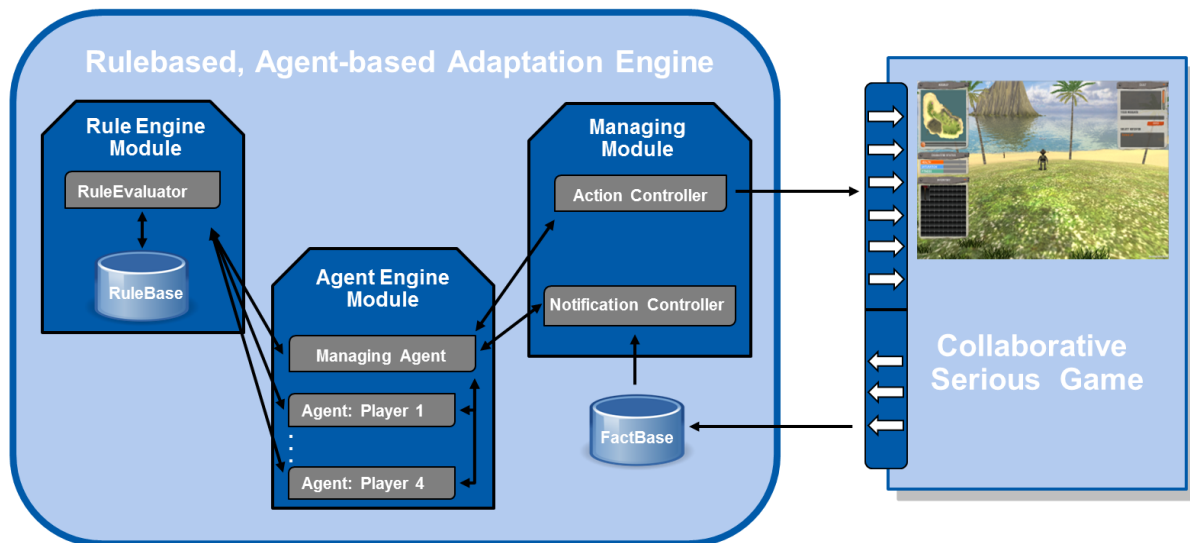 Rulebased, Agent-based Adaptation Engine
Rule Engine
Module
RuleEvaluator
RuleBase
Agent Engine
Module
Managing Agent
Agent: Player 1
Agent: Player 4
Managing
Module
Action Controller
Notification Controller
FactBase
Collaborative
Serious Game